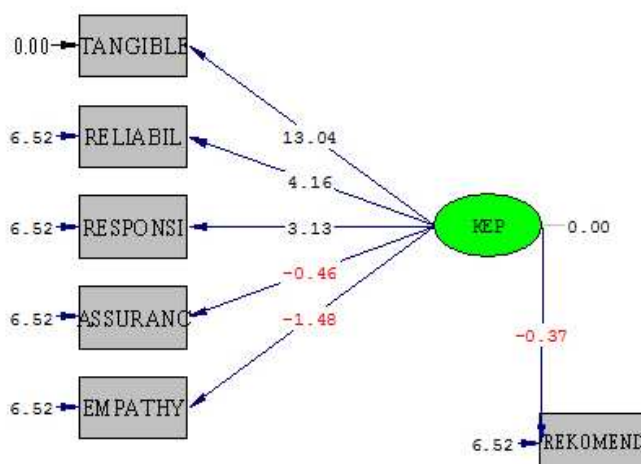 0.00 TANGIBLE
13.04
6.52 RELIABIL
4.16
6.52 RESPONSI
3.13
KEP
0.00
-0.46
6.52 ASSURANC
-1.48
-0.37
6.52 EMPATHY
6.52 REKOMEND